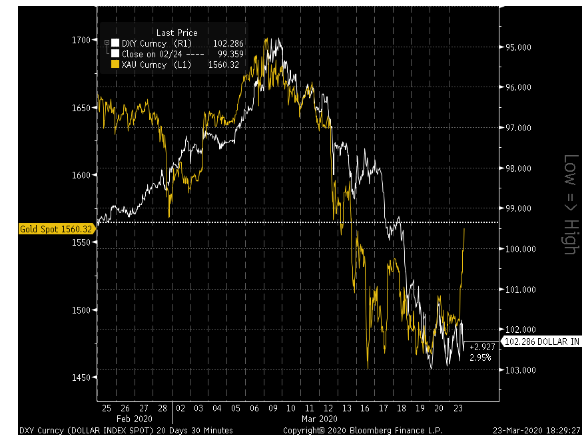 Last Price
DXY Curncy (R1) 102.286
Close on 02/24 ---- 99.359
XAU Curncy (L1) 1560.32
1700
1650
1600
Gold Spot 1560.32
1550
1500
1450
95.000
96.000
97.000
98.000
99.000
100.000
101.000
102.000
102.286 DOLLAR IN
103.000
+2.927
2.95%
Low => High
25 26 27 28 02 03 04 05 06 09 10 11 12 13 16 17 18 19 20 23
Feb 2020 Mar 2020
DXY Curncy (DOLLAR INDEX SPOT) 20 Days 30 Minutes Copyright© 2020 Bloomberg Finance L.P. 23-Mar-2020 18:29:27